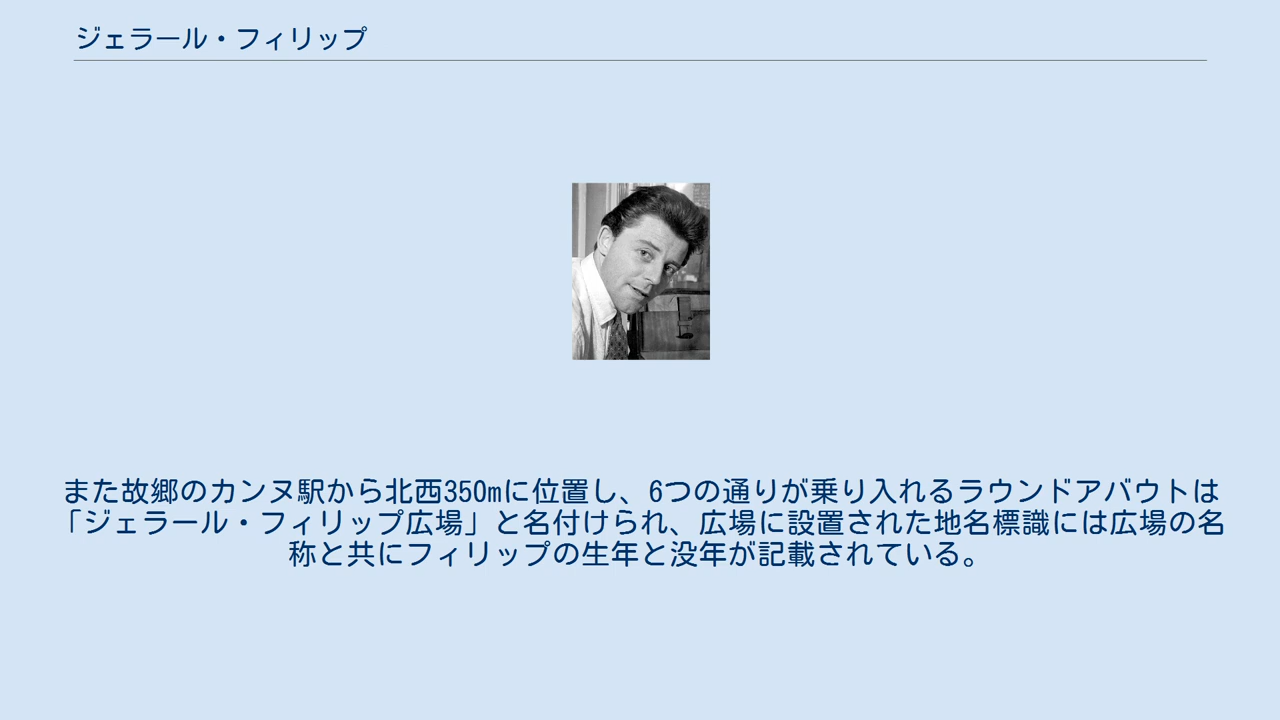 ジェラール・フィリップ
また故郷のカンヌ駅から北西350mに位置し、6つの通りが乗り入れるラウンドアバウトは
「ジェラール・フィリップ広場」と名付けられ、広場に設置された地名標識には広場の名
称と共にフィリップの生年と没年が記載されている。